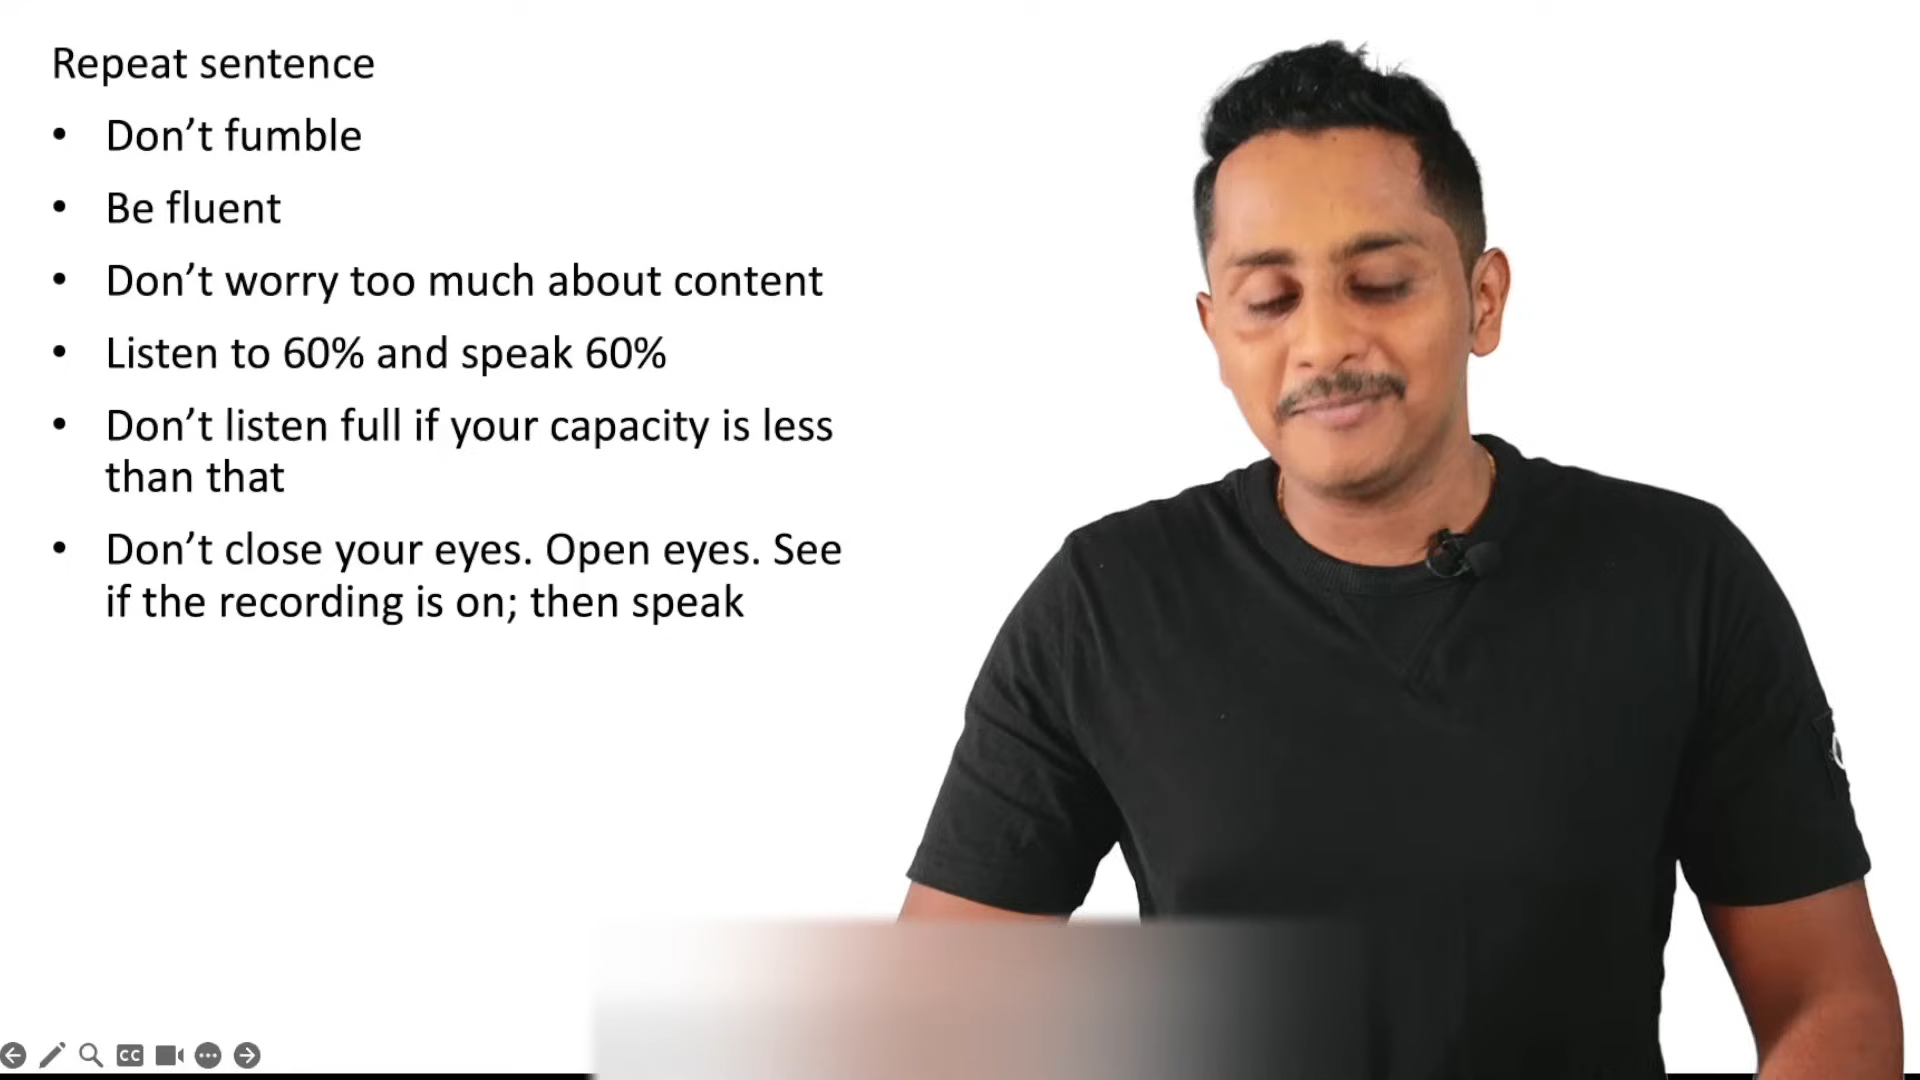 Repeat sentence
• Don’t fumble
• Be fluent
• Don’t worry too much about content
• Listen to 60% and speak 60%
• Don’t listen full if your capacity is less
than that
• Don’t close your eyes. Open eyes. See
if the recording is on; then speak
CC